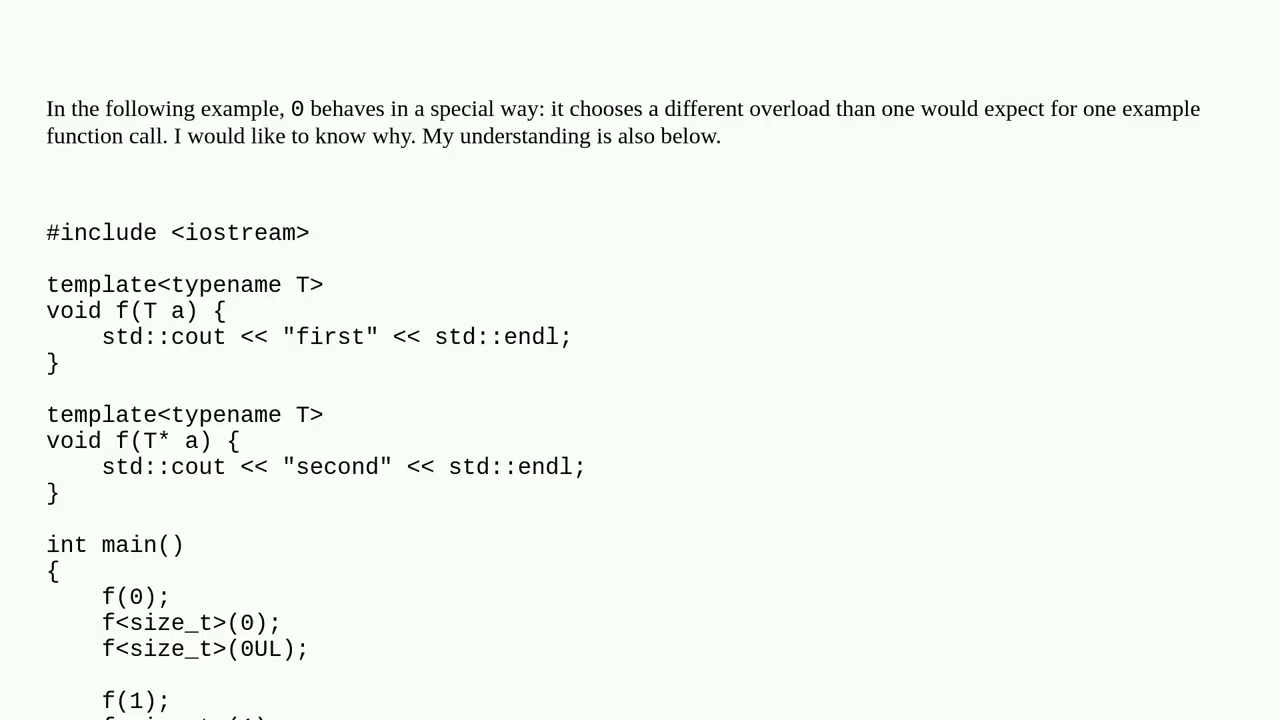 In the following example, 0 behaves in a special way: it chooses a different overload than one would expect for one example
function call. I would like to know why. My understanding is also below.
#include <iostream>
template<typename T>
void f(T a) {
    std::cout << "first" << std::endl;
}
template<typename T>
void f(T* a) {
    std::cout << "second" << std::endl;
}
int main()
{
    f(0);
    f<size_t>(0);
    f<size_t>(0UL);
    f(1);